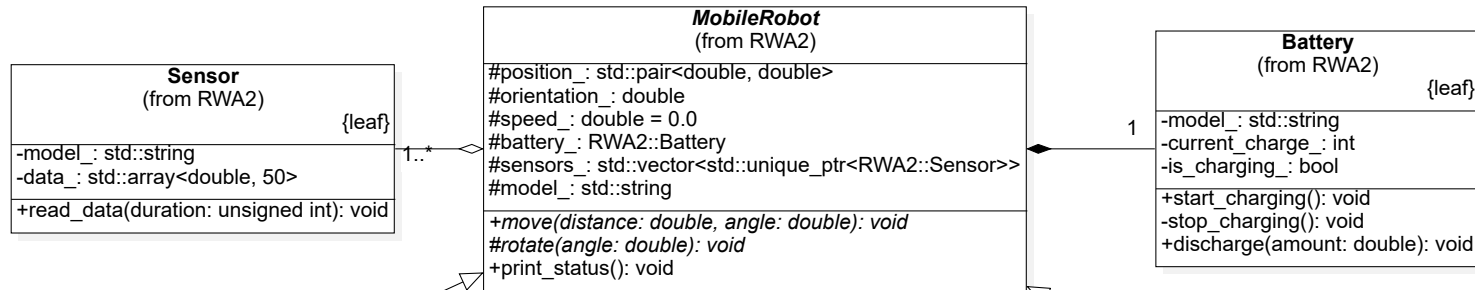 Sensor
(from RWA2)
{leaf}
-model_: std::string
-data_: std::array<double, 50>
+read_data(duration: unsigned int): void
1..*
MobileRobot
(from RWA2)
#position_: std::pair<double, double>
#orientation_: double
#speed_: double = 0.0
#battery_: RWA2::Battery
#sensors_: std::vector<std::unique_ptr<RWA2::Sensor>>
#model_: std::string
+move(distance: double, angle: double): void
#rotate(angle: double): void
+print_status(): void
1
Battery
(from RWA2)
{leaf}
-model_: std::string
-current_charge_: int
-is_charging_: bool
+start_charging(): void
-stop_charging(): void
+discharge(amount: double): void